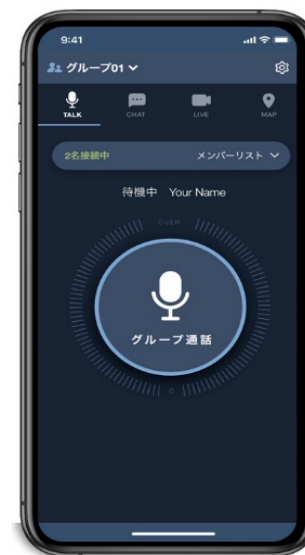 9:41
グループ01
TALK
CHAT
LIVE
MAP
2名接続中 メンバーリスト
待機中 Your Name
OVER
グループ通話